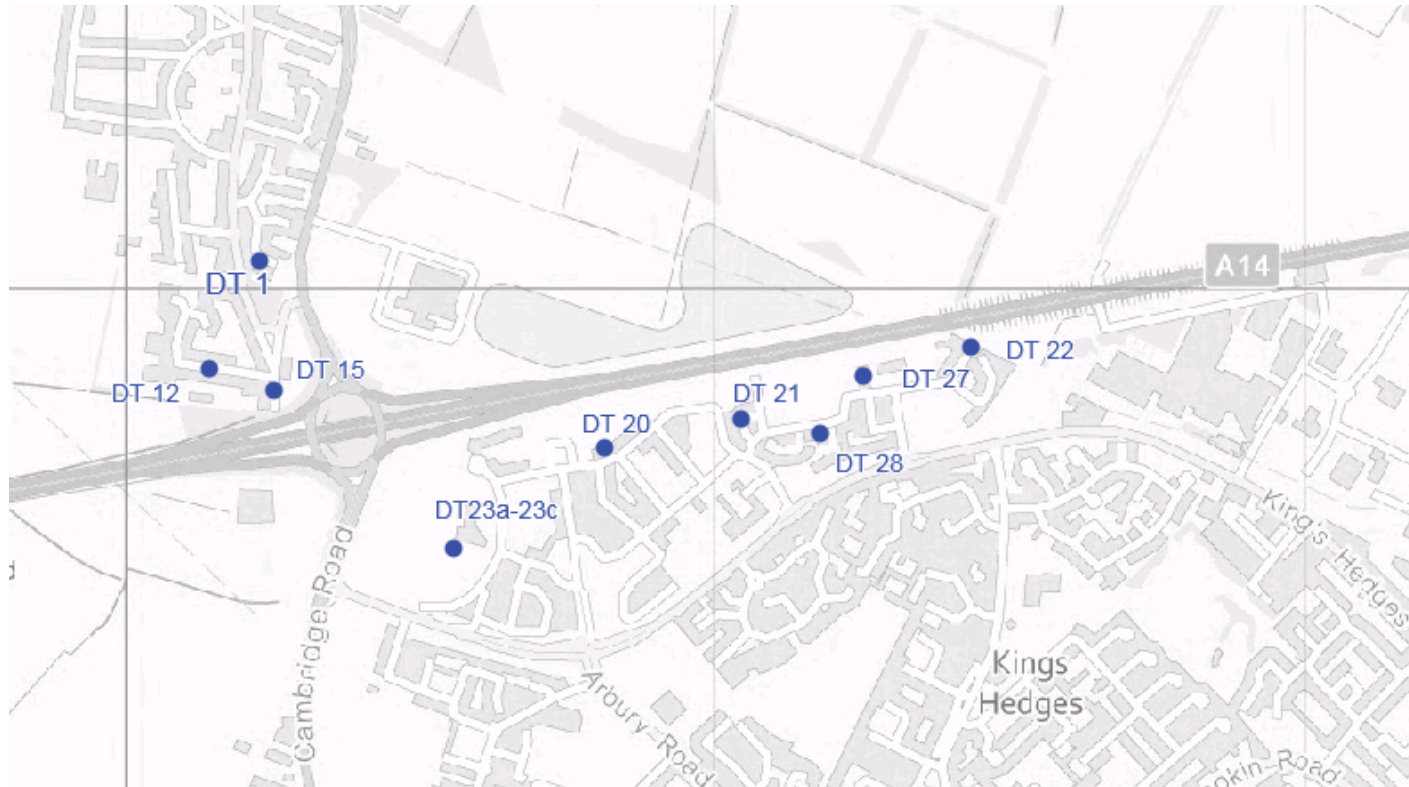 A14
DT 1
DT 22
DT 15
DT 27
DT 12
DT 21
DT 20
DT 28
DT23a-23c
King's Hedges
Cambridge Road
Kings
Hedges
Arbury Road
Road